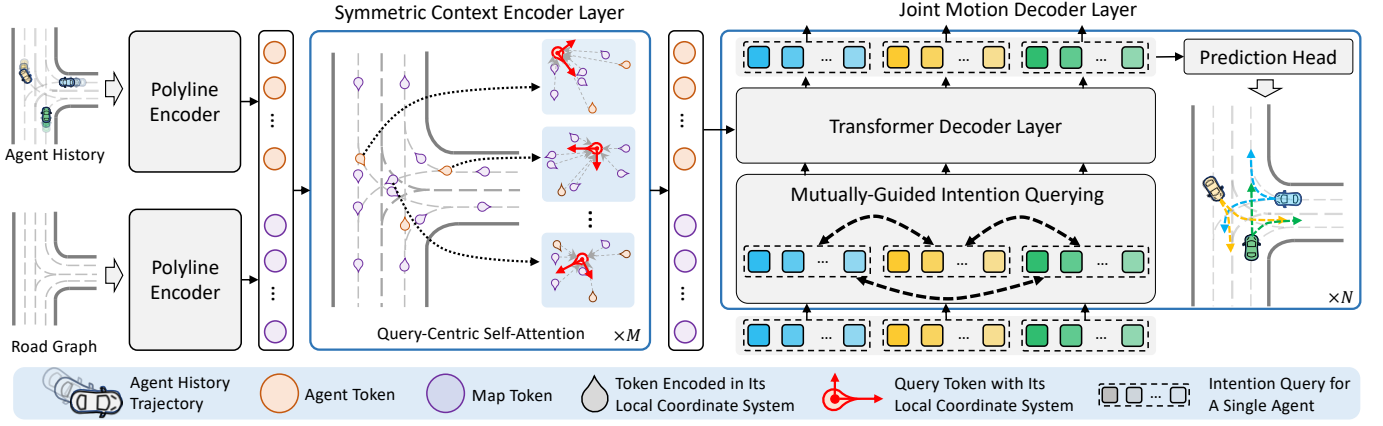 Symmetric Context Encoder Layer
Joint Motion Decoder Layer
Agent History
Polyline
Encoder
...
Road Graph
Polyline
Encoder
...
...
Query-Centric Self-Attention
×M
...
...
... ... ...
Prediction Head
Transformer Decoder Layer
Mutually-Guided Intention Querying
... ... ...
×N
... ... ...
Agent History
Trajectory
Agent Token
Map Token
Token Encoded in Its
Local Coordinate System
Query Token with Its
Local Coordinate System
...
Intention Query for
A Single Agent